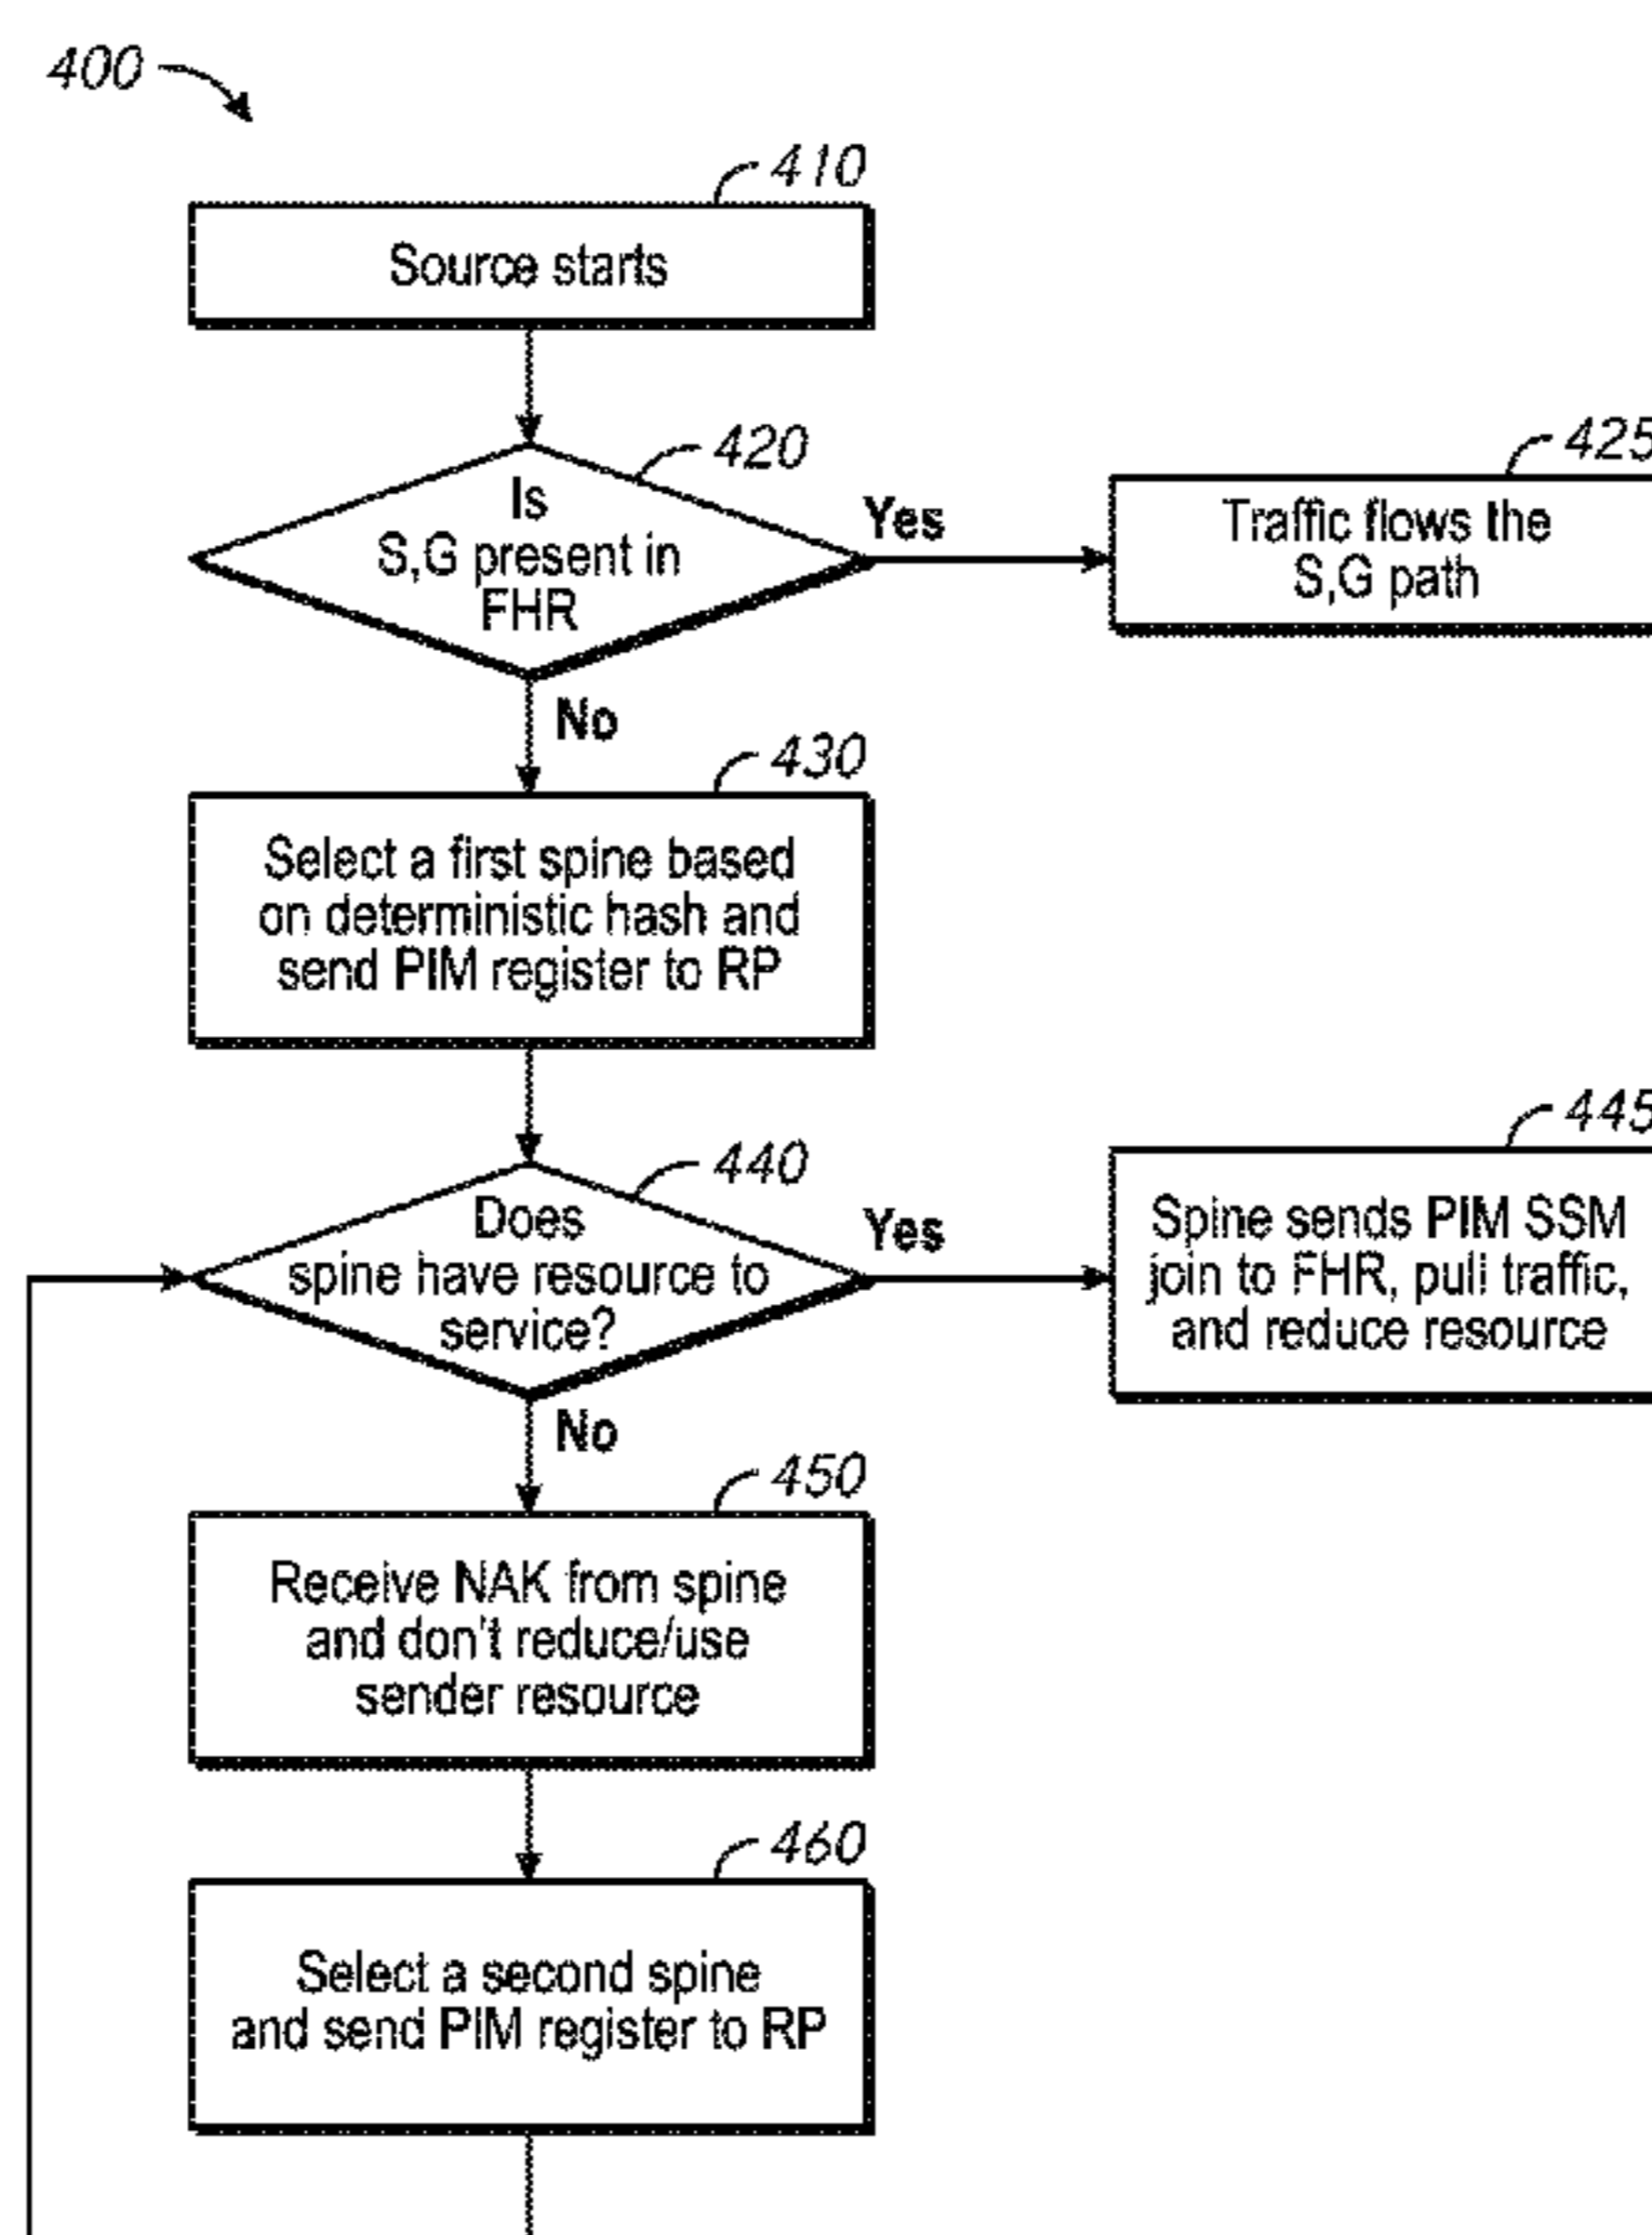 400
410
Source starts
420
Is
S,G present in
FHR
Yes
425
Traffic flows the
S,G path
No
430
Select a first spine based
on deterministic hash and
send PIM register to RP
440
Does
spine have resource to
service?
Yes
445
Spine sends PIM SSM
join to FHR, pull traffic,
and reduce resource
No
450
Receive NAK from spine
and don't reduce/use
sender resource
460
Select a second spine
and send PIM register to RP